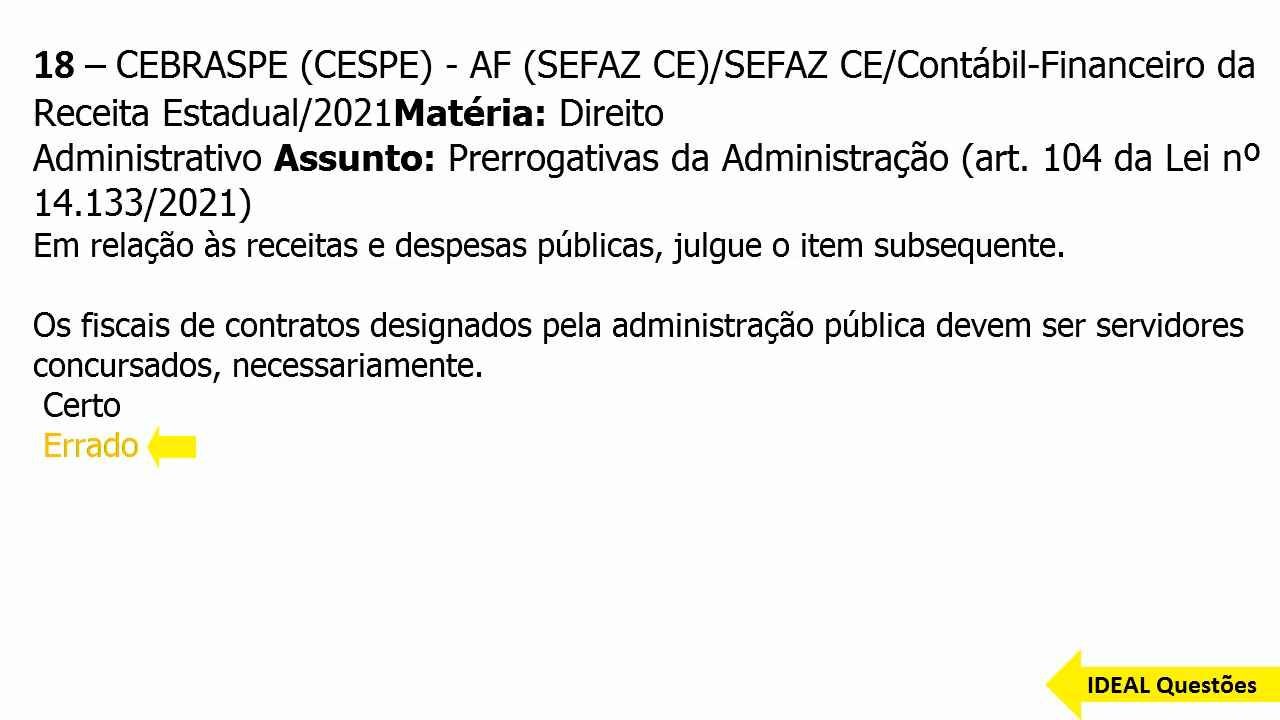 18 – CEBRASPE (CESPE) - AF (SEFAZ CE)/SEFAZ CE/Contábil-Financeiro da
Receita Estadual/2021Matéria: Direito
Administrativo Assunto: Prerrogativas da Administração (art. 104 da Lei nº
14.133/2021)
Em relação às receitas e despesas públicas, julgue o item subsequente.
Os fiscais de contratos designados pela administração pública devem ser servidores
concursados, necessariamente.
Certo
Errado
IDEAL Questões